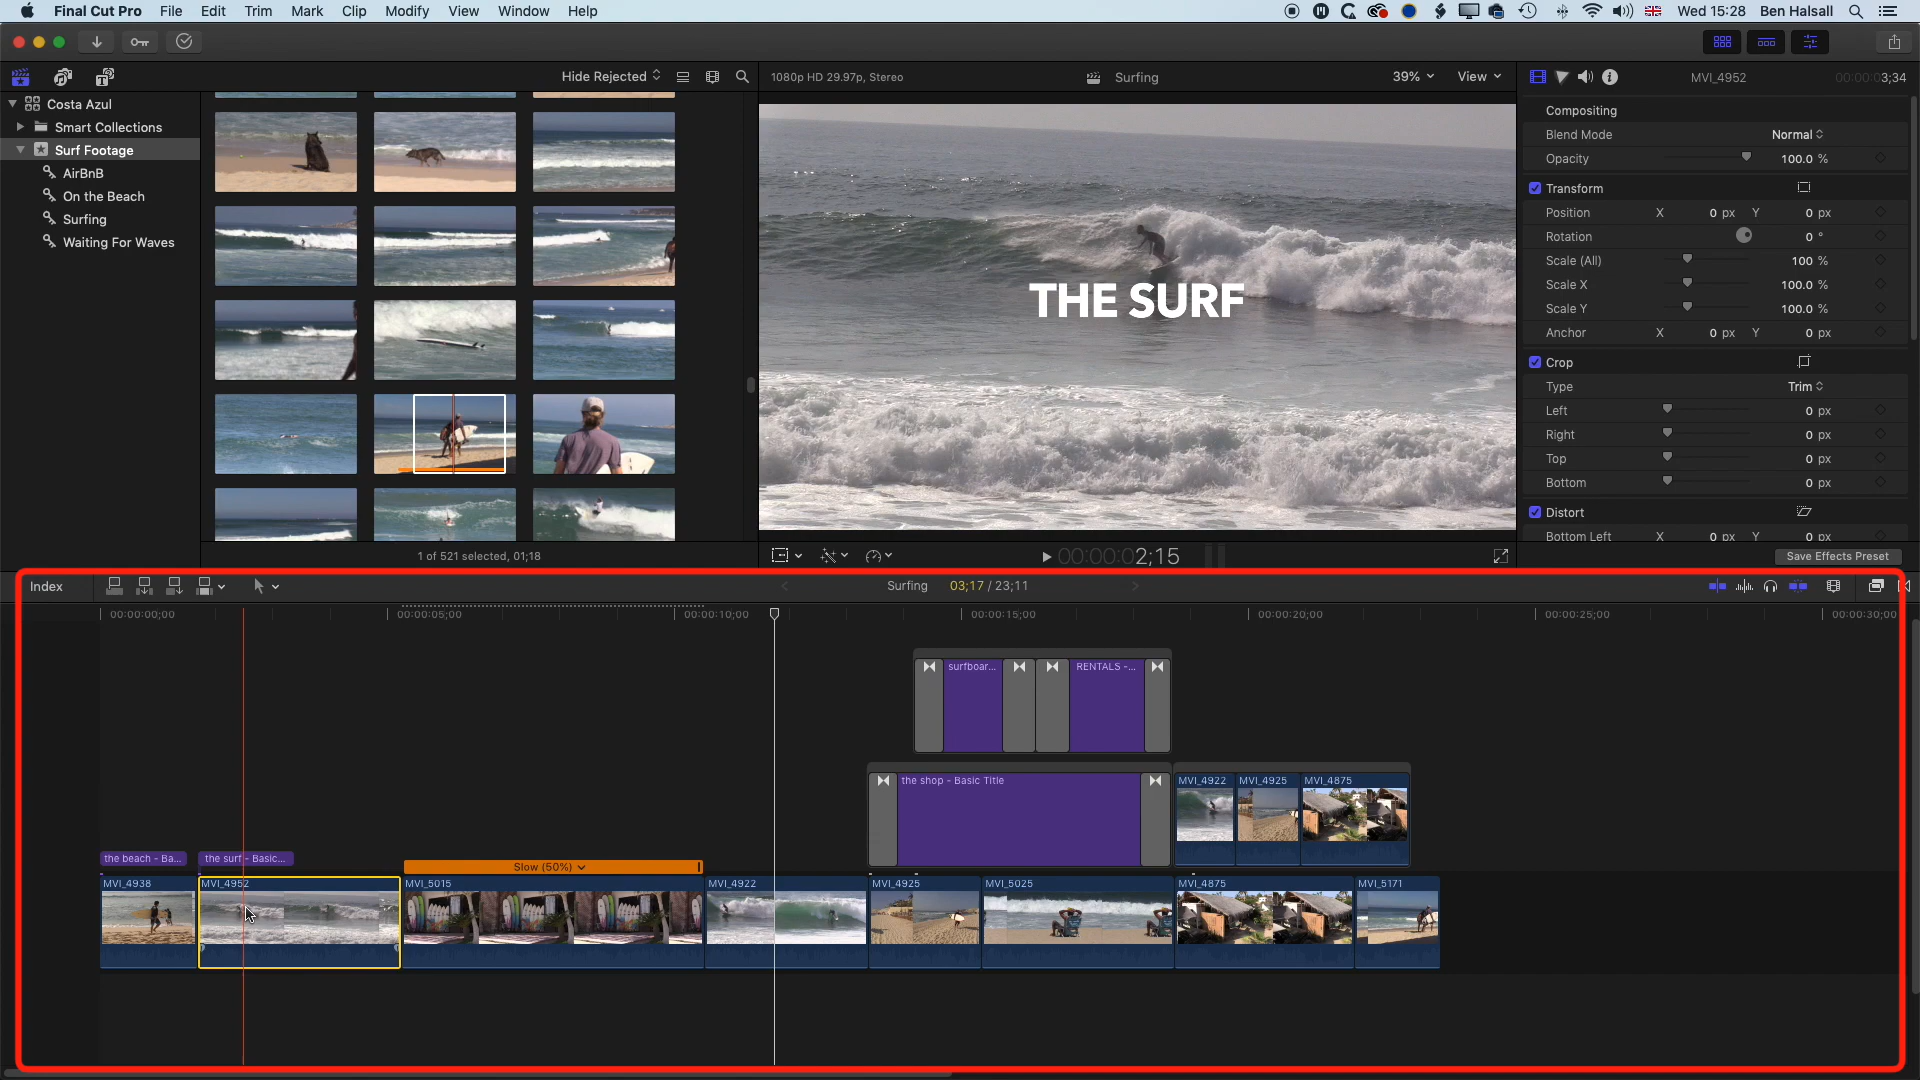 Final Cut Pro File Edit Trim Mark Clip Modify View Window Help Wed 15:28 Ben Halsall
Hide Rejected 1080p HD 29.97p, Stereo Surfing 39% View MVI_4952 00:00:03;34
Costa Azul
Smart Collections
Surf Footage
AirBnB
On the Beach
Surfing
Waiting For Waves
THE SURF
Compositing
Blend Mode Normal
Opacity 100.0 %
Transform
Position X 0 px Y 0 px
Rotation 0 °
Scale (All) 100 %
Scale X 100.0 %
Scale Y 100.0 %
Anchor X 0 px Y 0 px
Crop
Type Trim
Left 0 px
Right 0 px
Top 0 px
Bottom 0 px
Distort
Bottom Left X 0 px Y 0 px
1 of 521 selected, 01;18 00:00:02;15 Save Effects Preset
Index Surfing 03;17 / 23;11
00:00:00;00 00:00:05;00 00:00:10;00 00:00:15;00 00:00:20;00 00:00:25;00 00:00:30;00
surfboar... RENTALS -...
the shop - Basic Title MVI_4922 MVI_4925 MVI_4875
the beach - Ba... the surf - Basic... Slow (50%)
MVI_4938 MVI_4952 MVI_5015 MVI_4922 MVI_4925 MVI_5025 MVI_4875 MVI_5171